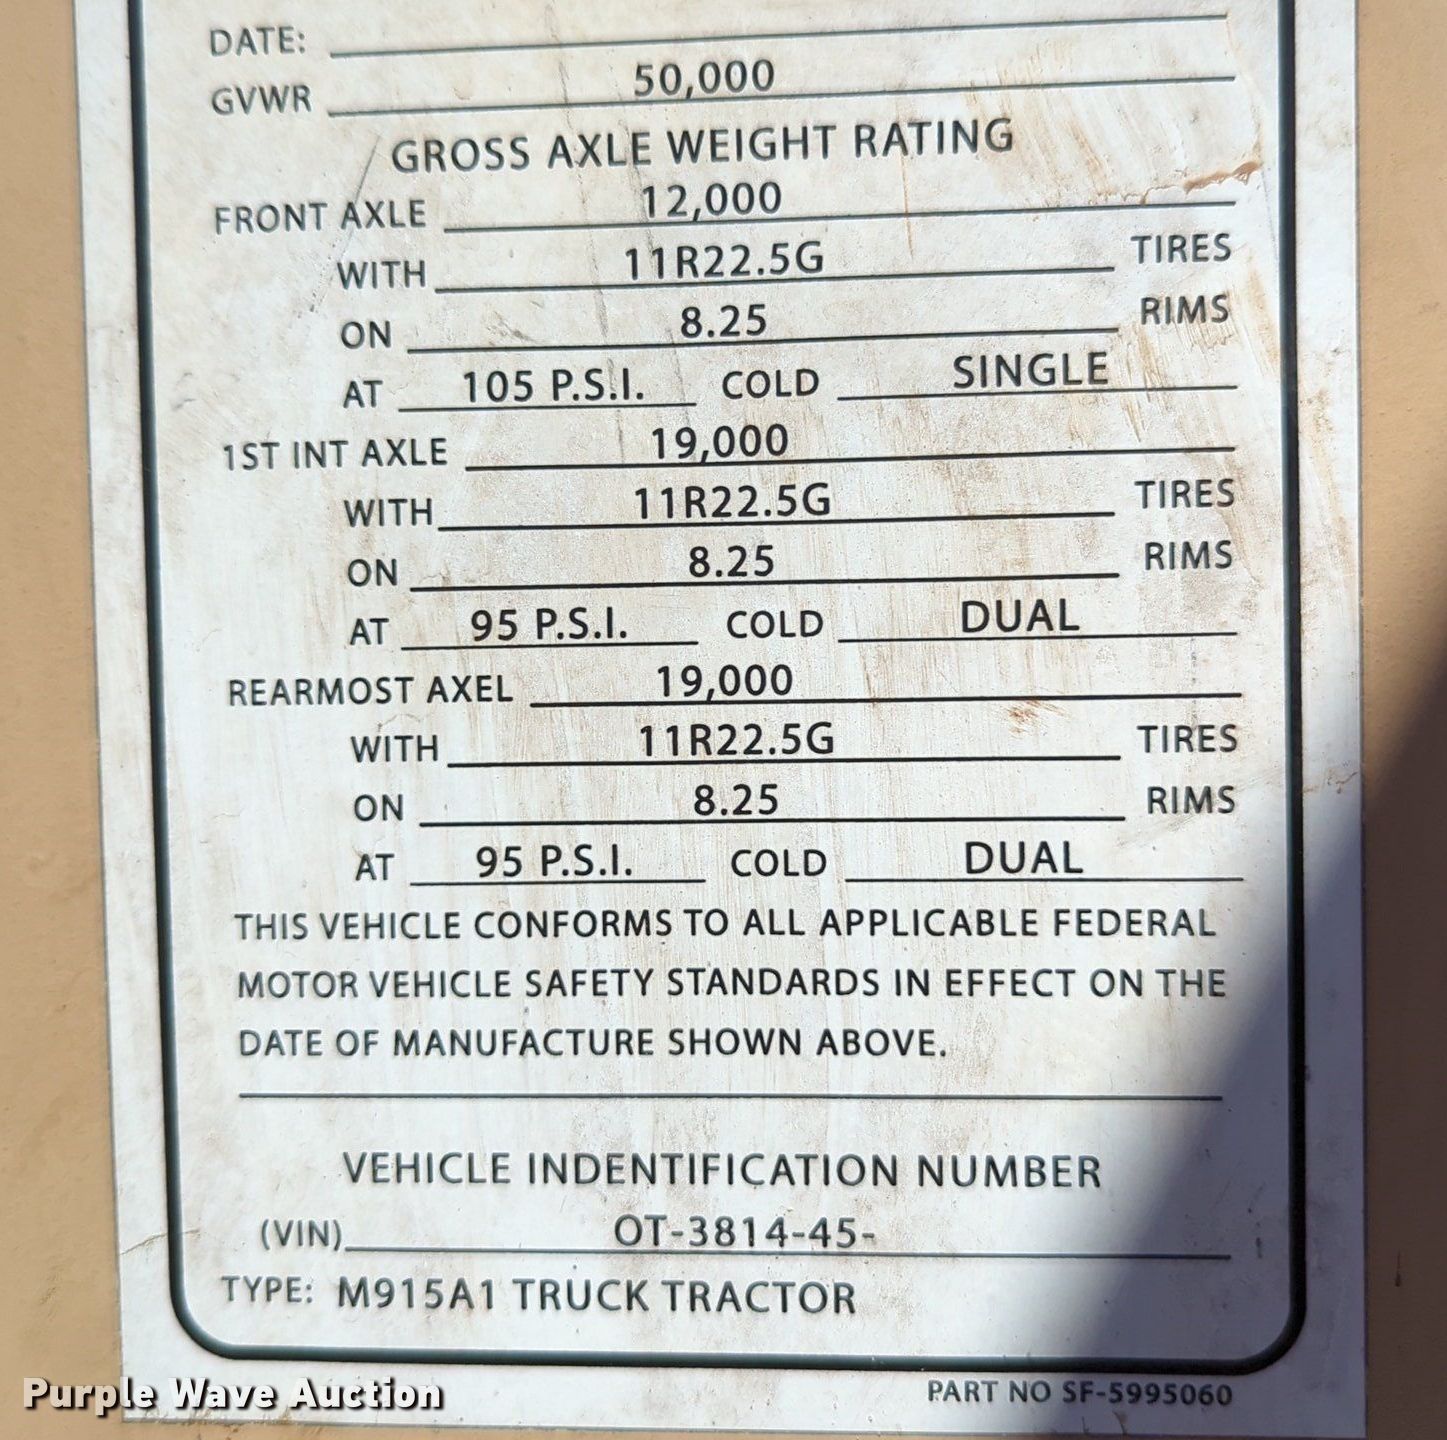 DATE:
GVWR 50,000
GROSS AXLE WEIGHT RATING
FRONT AXLE 12,000
WITH 11R22.5G TIRES
ON 8.25 RIMS
AT 105 P.S.I. COLD SINGLE
1ST INT AXLE 19,000
WITH 11R22.5G TIRES
ON 8.25 RIMS
AT 95 P.S.I. COLD DUAL
REARMOST AXEL 19,000
WITH 11R22.5G TIRES
ON 8.25 RIMS
AT 95 P.S.I. COLD DUAL
THIS VEHICLE CONFORMS TO ALL APPLICABLE FEDERAL
MOTOR VEHICLE SAFETY STANDARDS IN EFFECT ON THE
DATE OF MANUFACTURE SHOWN ABOVE.
VEHICLE INDENTIFICATION NUMBER
(VIN) OT-3814-45-
TYPE: M915A1 TRUCK TRACTOR
PART NO SF-5995060
Purple Wave Auction